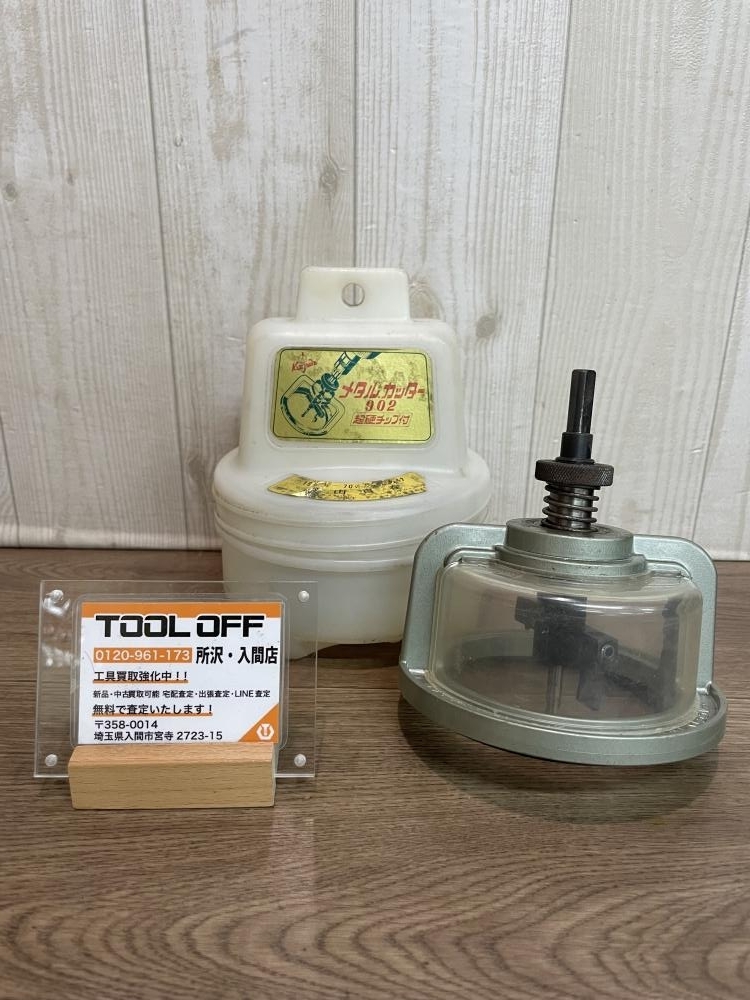 メタルカッター
902
超硬チップ付
TOOL OFF
0120-961-173 所沢・入間店
工具買取強化中!!
新品・中古買取可能 宅配査定・出張査定・LINE査定
無料で査定いたします!
〒358-0014
埼玉県入間市宮寺 2723-15